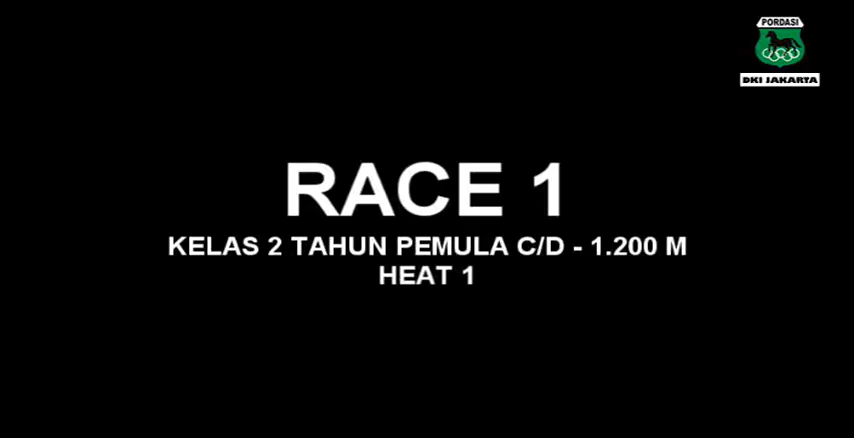 PORDASI
DKI JAKARTA
RACE 1
KELAS 2 TAHUN PEMULA C/D - 1.200 M
HEAT 1